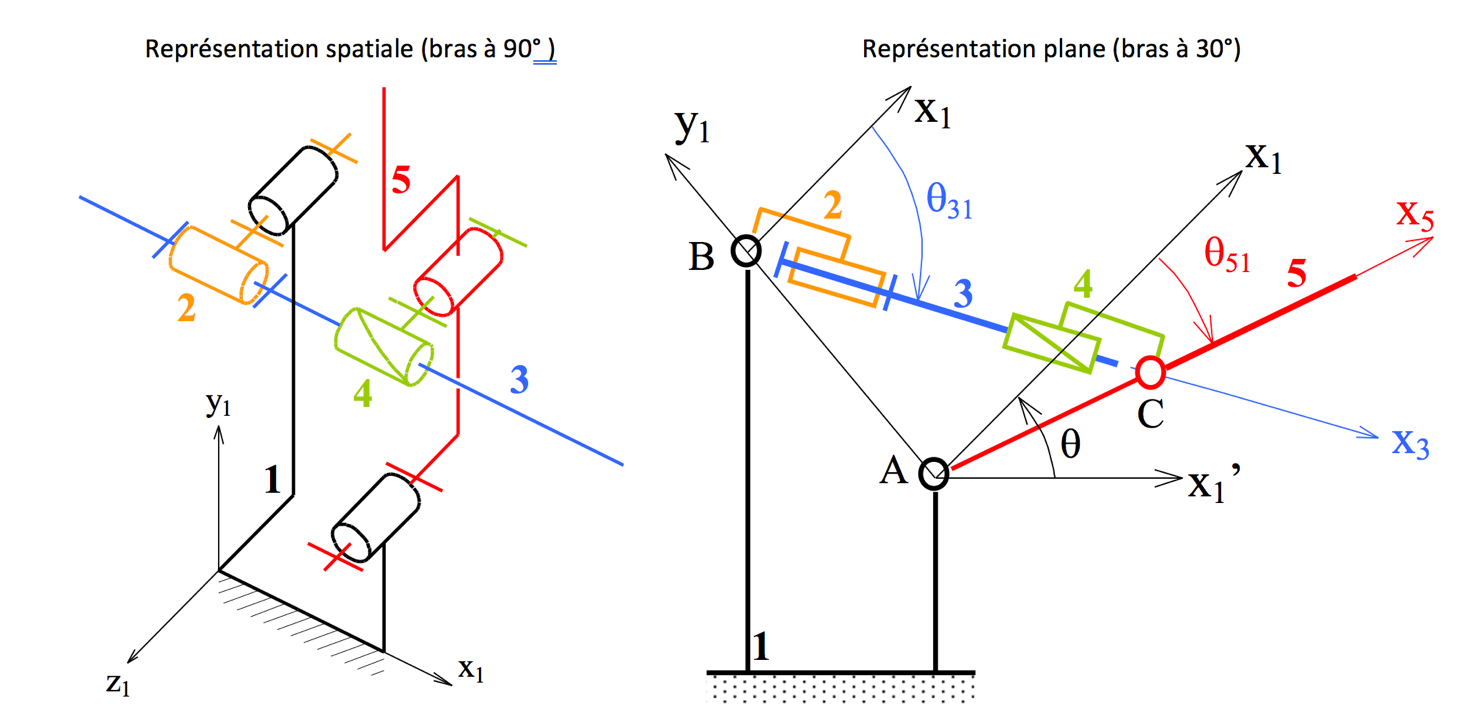 Représentation spatiale (bras à 90° )
5
2
4
3
y₁
1
z₁
x₁
Représentation plane (bras à 30°)
y₁
x₁
x₁
B
2
θ₃₁
3
4
θ₅₁
5
x₅
C
x₃
A
θ
x₁’
1